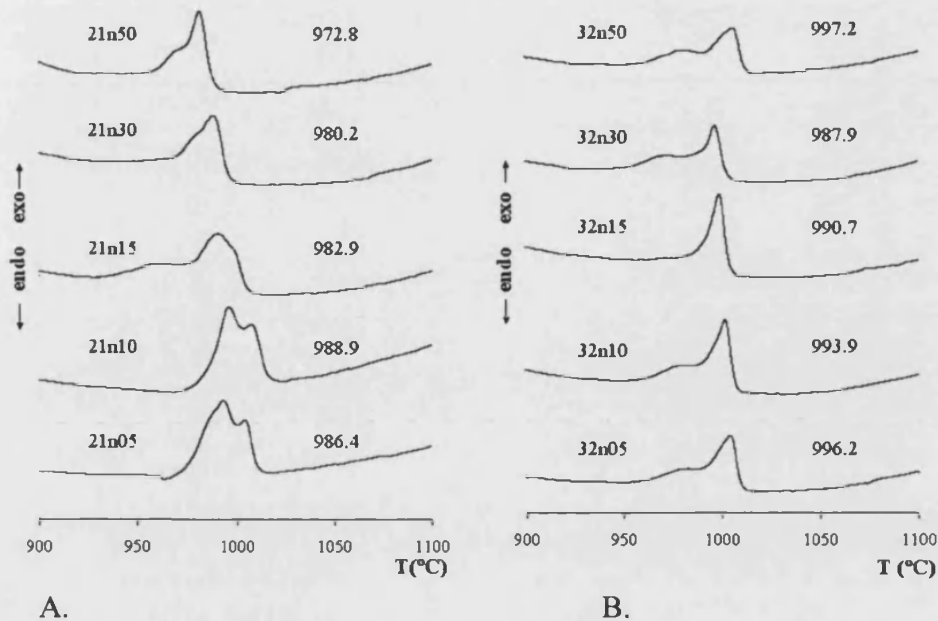 21n50 972.8
21n30 980.2
21n15 982.9
21n10 988.9
21n05 986.4
endo exo
900 950 1000 1050 1100
T(ºC)
A.
32n50 997.2
32n30 987.9
32n15 990.7
32n10 993.9
32n05 996.2
endo exo
900 950 1000 1050 1100
T (ºC)
B.